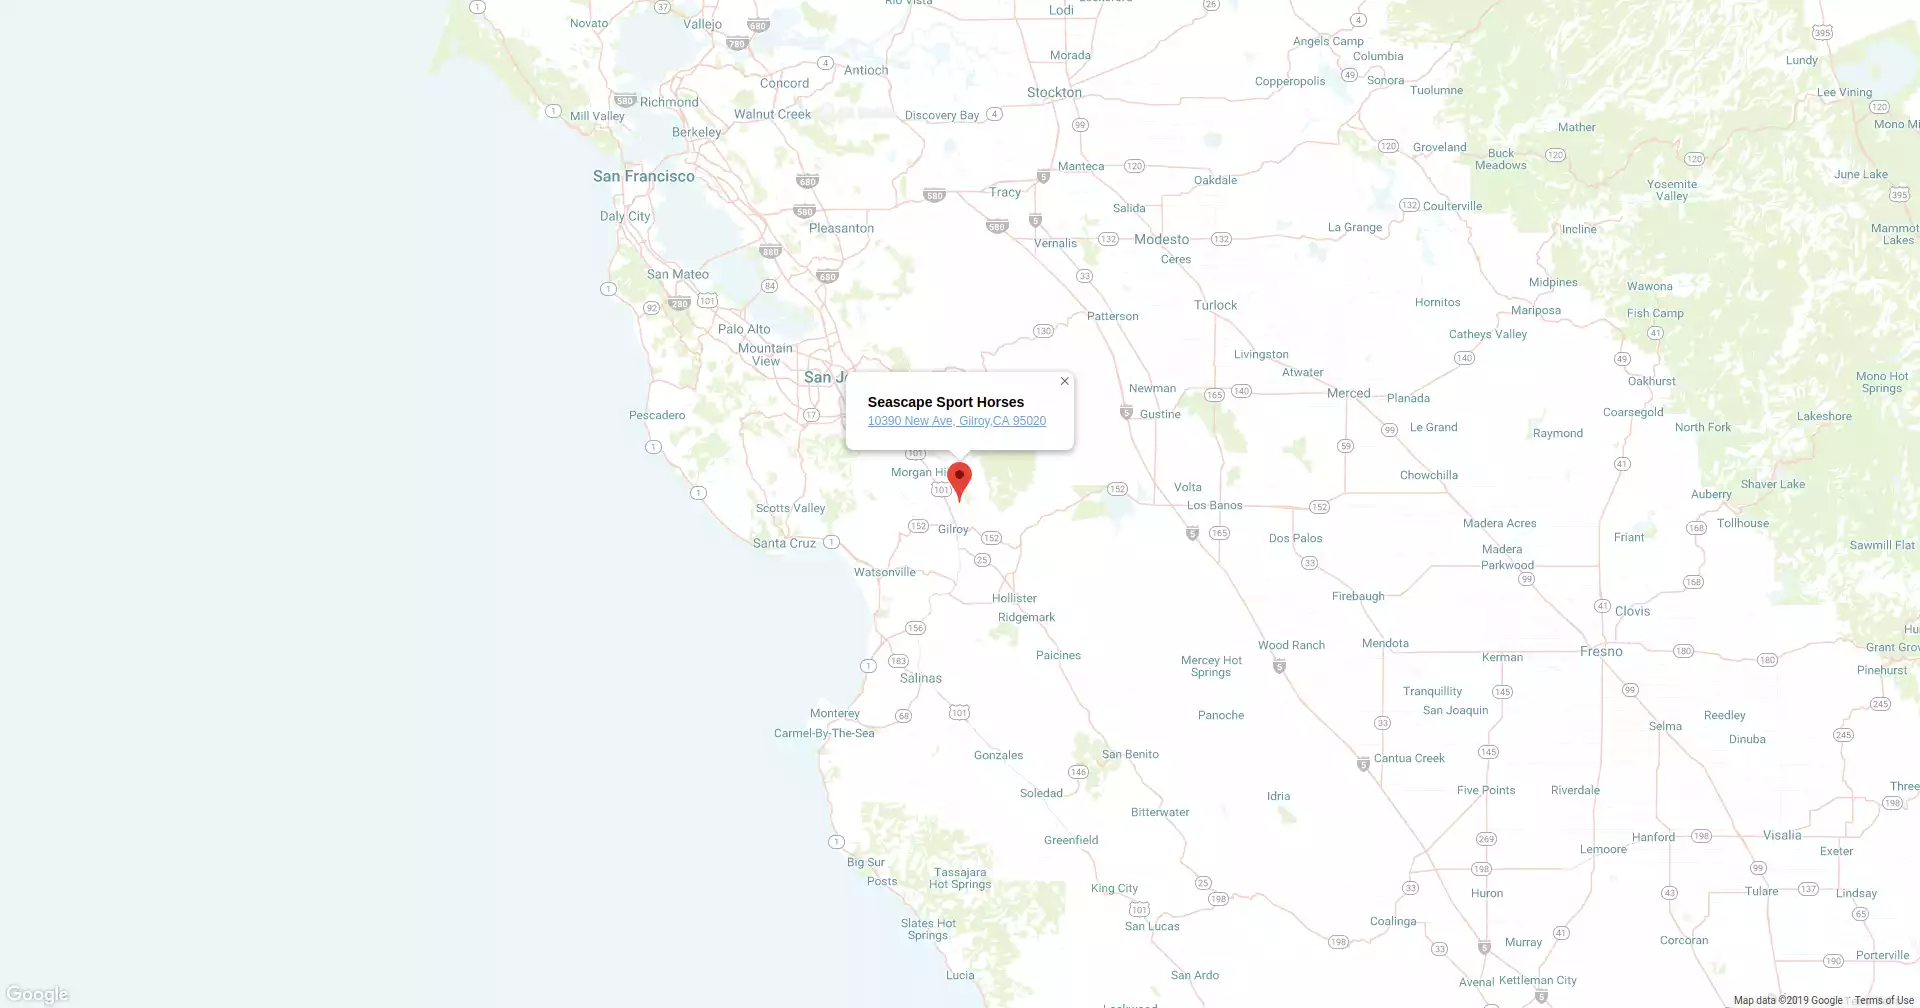 Seascape Sport Horses
10390 New Ave, Gilroy,CA 95020
Novato
Vallejo
Lodi
Angels Camp
Columbia
Lundy
Morada
Antioch
Concord
Copperopolis
Sonora
Tuolumne
Lee Vining
Stockton
Richmond
Mill Valley
Walnut Creek
Discovery Bay
Berkeley
Mather
Mono Mi
Groveland
Buck
Meadows
Manteca
San Francisco
Tracy
Oakdale
June Lake
Yosemite
Valley
Daly City
Salida
Coulterville
Pleasanton
Vernalis
Modesto
La Grange
Incline
Mammot
Lakes
Ceres
San Mateo
Midpines
Wawona
Hornitos
Turlock
Mariposa
Fish Camp
Patterson
Palo Alto
Catheys Valley
Mountain
View
Livingston
Atwater
San Jo
Newman
Merced
Planada
Oakhurst
Mono Hot
Springs
Pescadero
Gustine
Coarsegold
Lakeshore
Le Grand
Raymond
North Fork
Morgan Hi
Chowchilla
Volta
Shaver Lake
Auberry
Scotts Valley
Los Banos
Tollhouse
Gilroy
Madera Acres
Santa Cruz
Dos Palos
Friant
Sawmill Flat
Madera
Parkwood
Watsonville
Hollister
Firebaugh
Clovis
Ridgemark
Hu
Wood Ranch
Mendota
Fresno
Grant Grov
Paicines
Mercey Hot
Springs
Kerman
Pinehurst
Salinas
Tranquillity
San Joaquin
Monterey
Panoche
Reedley
Selma
Carmel-By-The-Sea
Dinuba
Gonzales
San Benito
Cantua Creek
Three
Soledad
Idria
Five Points
Riverdale
Bitterwater
Greenfield
Hanford
Visalia
Lemoore
Exeter
Big Sur
Tassajara
Hot Springs
Posts
King City
Huron
Tulare
Lindsay
Slates Hot
Springs
San Lucas
Coalinga
Murray
Corcoran
Porterville
Lucia
San Ardo
Avenal
Kettleman City
Google
Map data ©2019 Google
Terms of Use